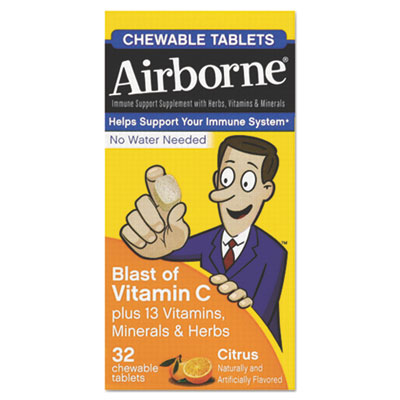 CHEWABLE TABLETS
Airborne®
Immune Support Supplement with Herbs, Vitamins & Minerals
Helps Support Your Immune System*
No Water Needed
™
Blast of
Vitamin C
plus 13 Vitamins,
Minerals & Herbs
32
chewable
tablets
Citrus
Naturally and
Artificially Flavored